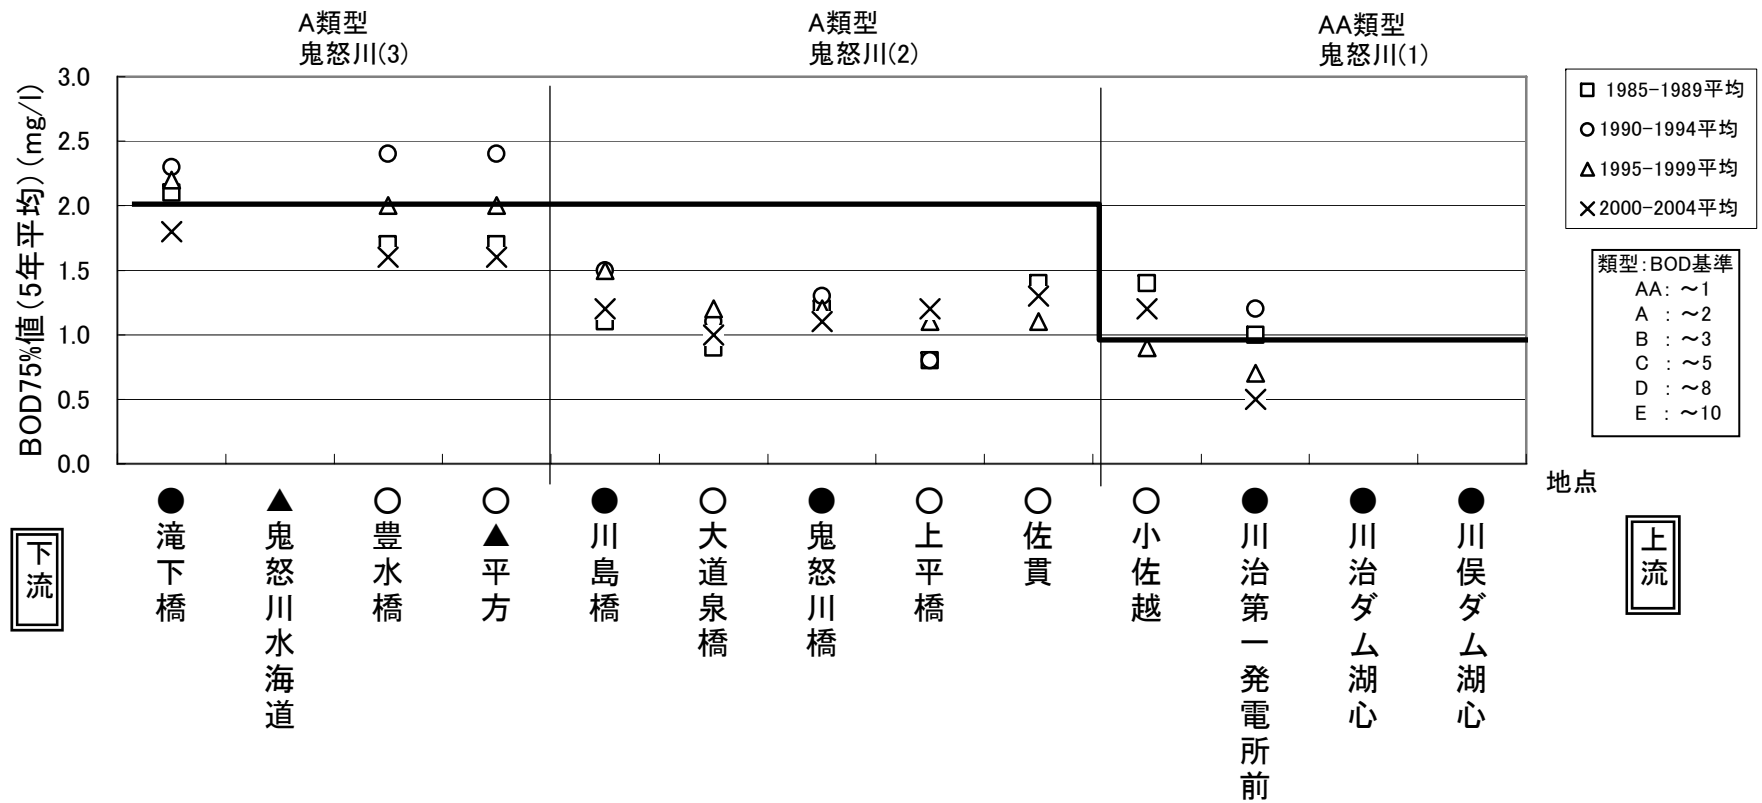 A類型
鬼怒川(3)
A類型
鬼怒川(2)
AA類型
鬼怒川(1)
BOD75%値(5年平均)(mg/l)
3.0
2.5
2.0
1.5
1.0
0.5
0.0
□ 1985-1989平均
○1990-1994平均
△1995-1999平均
×2000-2004平均
類型:BOD基準
AA: ～1
A : ～2
B : ～3
C : ～5
D : ～8
E : ～10
地点
下流
滝下橋
鬼怒川水海道
豊水橋
平方
川島橋
大道泉橋
鬼怒川橋
上平橋
佐貫
小佐越
川治第一発電所前
川治ダム湖心
川俣ダム湖心
上流